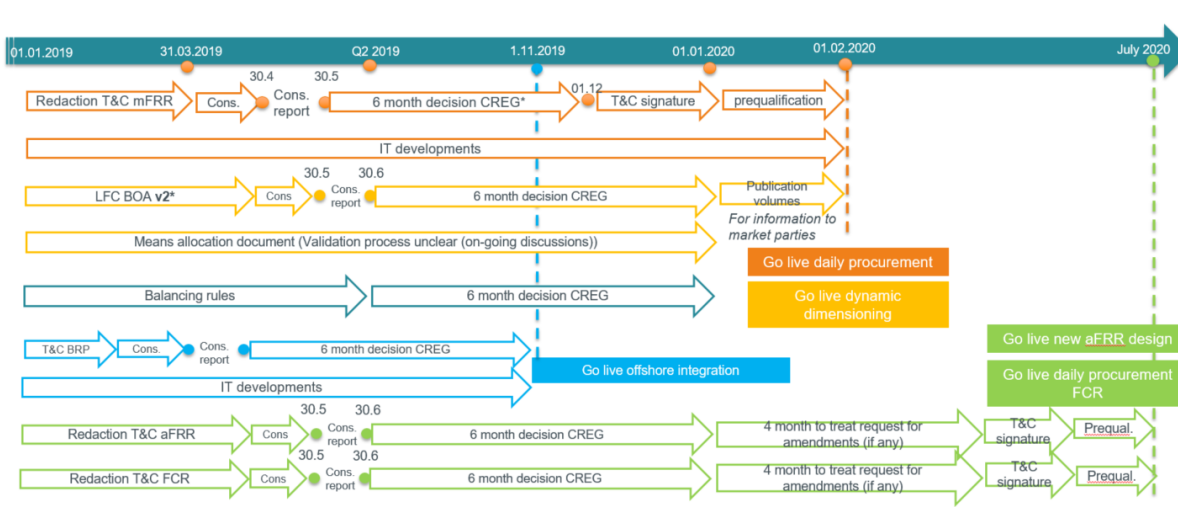 01.01.2019
31.03.2019
Q2 2019
1.11.2019
01.01.2020
01.02.2020
July 2020
30.4
30.5
01.12
Redaction T&C mFRR
Cons.
Cons.
report
6 month decision CREG*
T&C signature
prequalification
IT developments
30.5
30.6
LFC BOA v2*
Cons
Cons.
report
6 month decision CREG
Publication
volumes
For information to
market parties
Means allocation document (Validation process unclear (on-going discussions))
Go live daily procurement
Balancing rules
6 month decision CREG
Go live dynamic
dimensioning
Go live new aFRR design
T&C BRP
Cons.
Cons.
report
6 month decision CREG
Go live offshore integration
Go live daily procurement
FCR
IT developments
30.5
30.6
Redaction T&C aFRR
Cons
Cons.
report
6 month decision CREG
4 month to treat request for
amendments (if any)
T&C
signature
Prequal.
30.5
30.6
Redaction T&C FCR
Cons
Cons.
report
6 month decision CREG
4 month to treat request for
amendments (if any)
T&C
signature
Prequal.